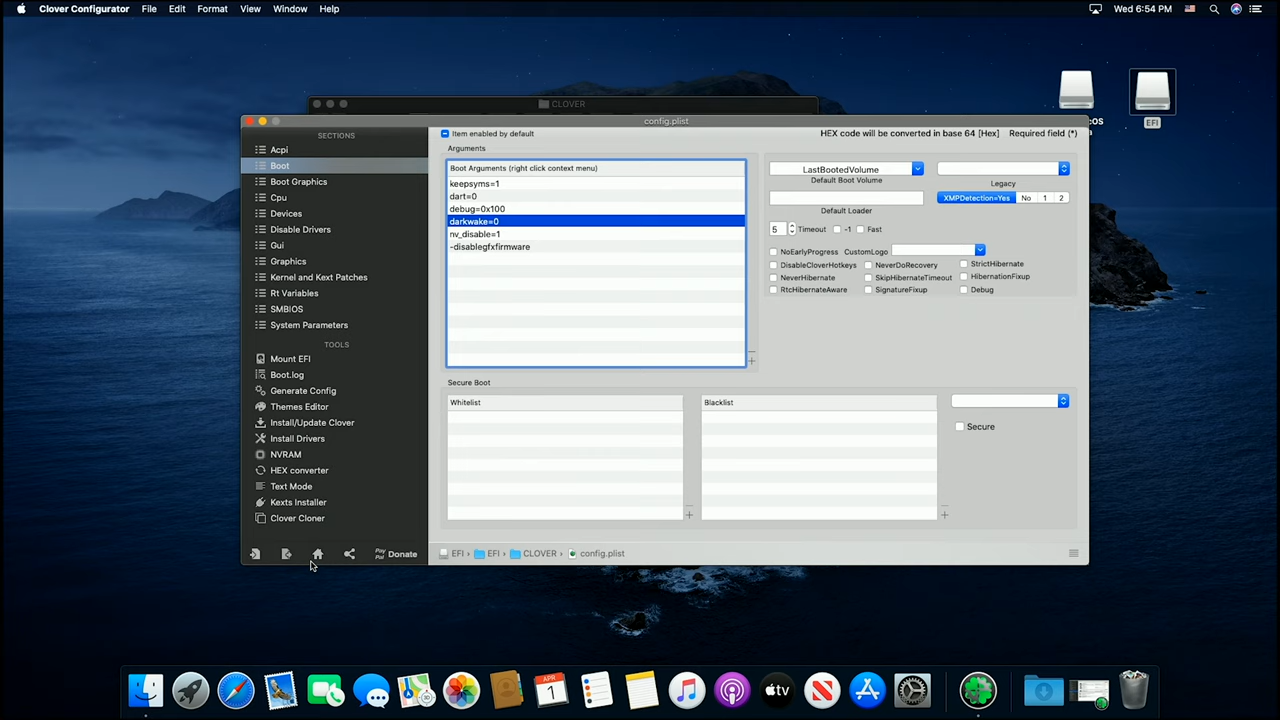 Clover Configurator File Edit Format View Window Help Wed 6:54 PM
CLOVER
config.plist
SECTIONS
Acpi
Boot
Boot Graphics
Cpu
Devices
Disable Drivers
Gui
Graphics
Kernel and Kext Patches
Rt Variables
SMBIOS
System Parameters
TOOLS
Mount EFI
Boot.log
Generate Config
Themes Editor
Install/Update Clover
Install Drivers
NVRAM
HEX converter
Text Mode
Kexts Installer
Clover Cloner
Pay Pal Donate
Item enabled by default
HEX code will be converted in base 64 [Hex] Required field (*)
Arguments
Boot Arguments (right click context menu)
keepsyms=1
dart=0
debug=0x100
darkwake=0
nv_disable=1
-disablegfxfirmware
LastBootedVolume
Default Boot Volume
Legacy
XMPDetection=Yes No 1 2
Default Loader
5 Timeout -1 Fast
NoEarlyProgress CustomLogo
DisableCloverHotkeys NeverDoRecovery StrictHibernate
NeverHibernate SkipHibernateTimeout HibernationFixup
RtcHibernateAware SignatureFixup Debug
Secure Boot
Whitelist Blacklist
Secure
EFI › EFI › CLOVER › config.plist
EFI
APR
1
tv